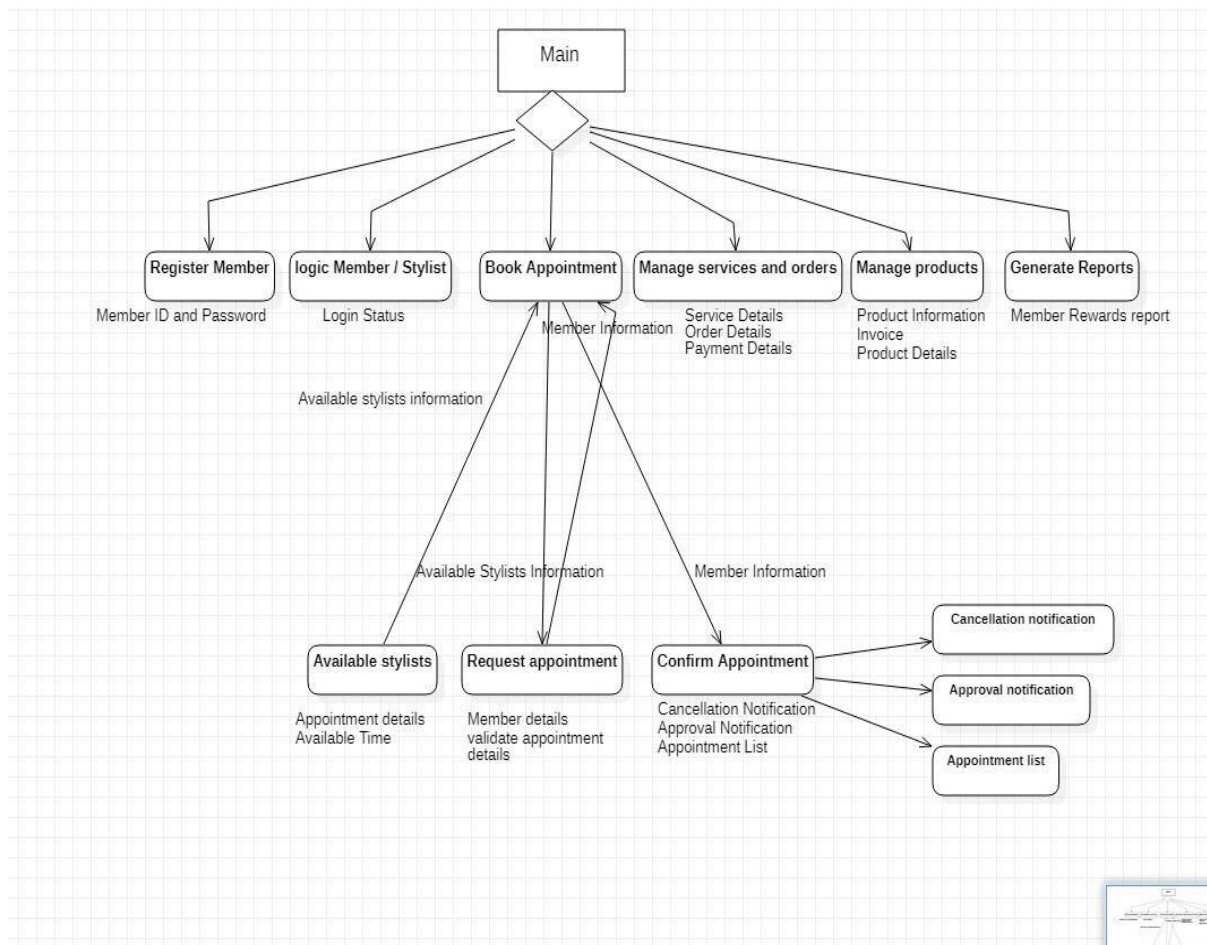 Main
Register Member
logic Member / Stylist
Book Appointment
Manage services and orders
Manage products
Generate Reports
Member ID and Password
Login Status
Member Information
Service Details
Order Details
Payment Details
Product Information
Invoice
Product Details
Member Rewards report
Available stylists information
Available Stylists Information
Member Information
Available stylists
Appointment details
Available Time
Request appointment
Member details
validate appointment
details
Confirm Appointment
Cancellation Notification
Approval Notification
Appointment List
Cancellation notification
Approval notification
Appointment list